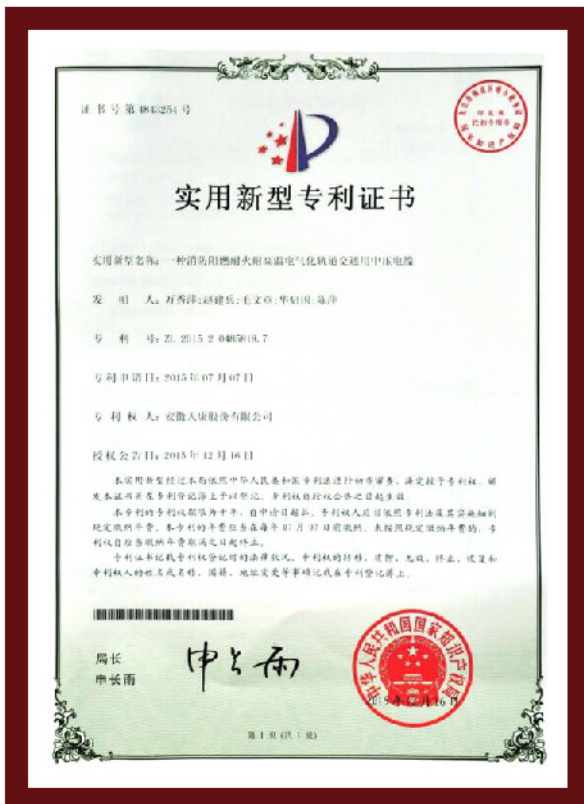 证书号第4843254号
实用新型专利证书
实用新型名称：一种消防阻燃耐火耐高温电气化轨道交通用中压电缆
发 明 人：万秀萍;赵建兵;毛文章;华启国;陈萍
专 利 号：ZL 2015 2 0485818.7
专利申请日：2015年07月07日
专 利 权 人：安徽天康股份有限公司
授权公告日：2015年12月16日
本实用新型经过本局依照中华人民共和国专利法进行初步审查，决定授予专利权，颁
发本证书并在专利登记簿上予以登记。专利权自授权公告之日起生效。
本专利的专利权期限为十年，自申请日起算。专利权人应当依照专利法及其实施细则
规定缴纳年费。本专利的年费应当在每年07月07日前缴纳。未按照规定缴纳年费的，专
利权自应当缴纳年费期满之日起终止。
专利证书记载专利权登记时的法律状况。专利权的转移、质押、无效、终止、恢复和
专利权人的姓名或名称、国籍、地址变更等事项记载在专利登记簿上。
局长
申长雨
申长雨
中华人民共和国国家知识产权局
2015年12月16日
第1页(共1页)